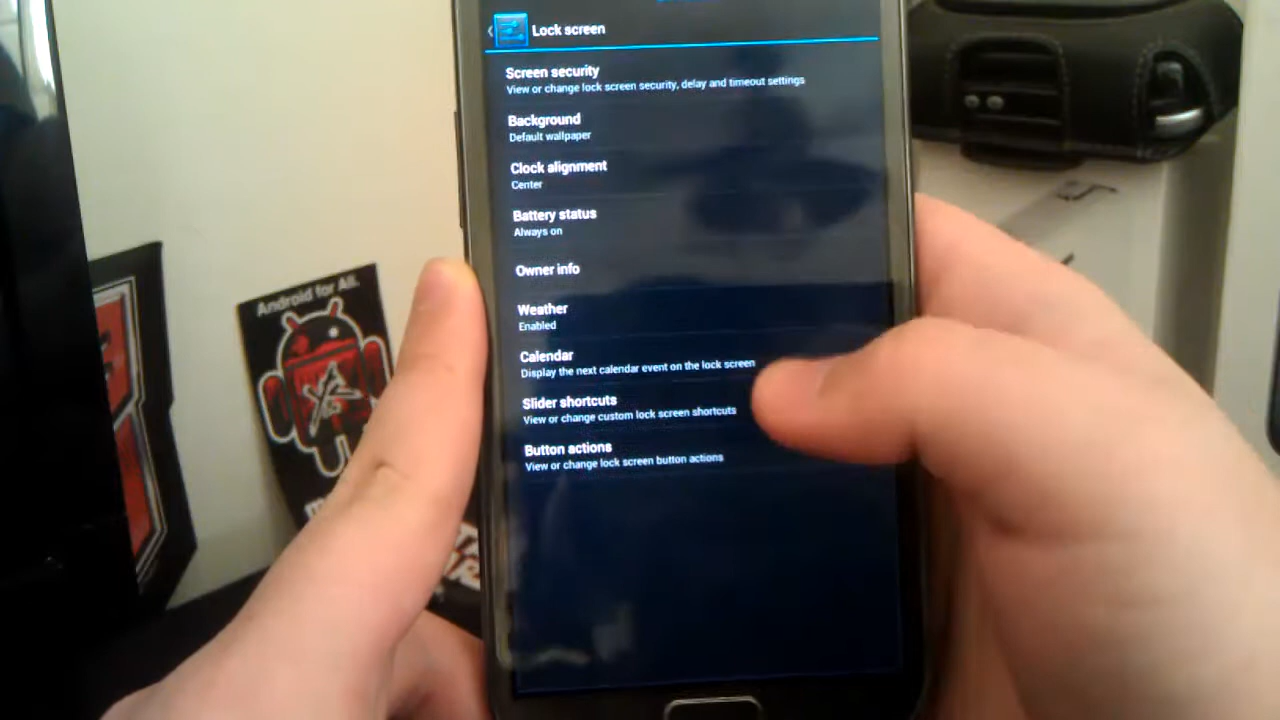 Lock screen
Screen security
View or change lock screen security, delay and timeout settings
Background
Default wallpaper
Clock alignment
Center
Battery status
Always on
Owner info
Weather
Enabled
Calendar
Display the next calendar event on the lock screen
Slider shortcuts
View or change custom lock screen shortcuts
Button actions
View or change lock screen button actions
Android for All.